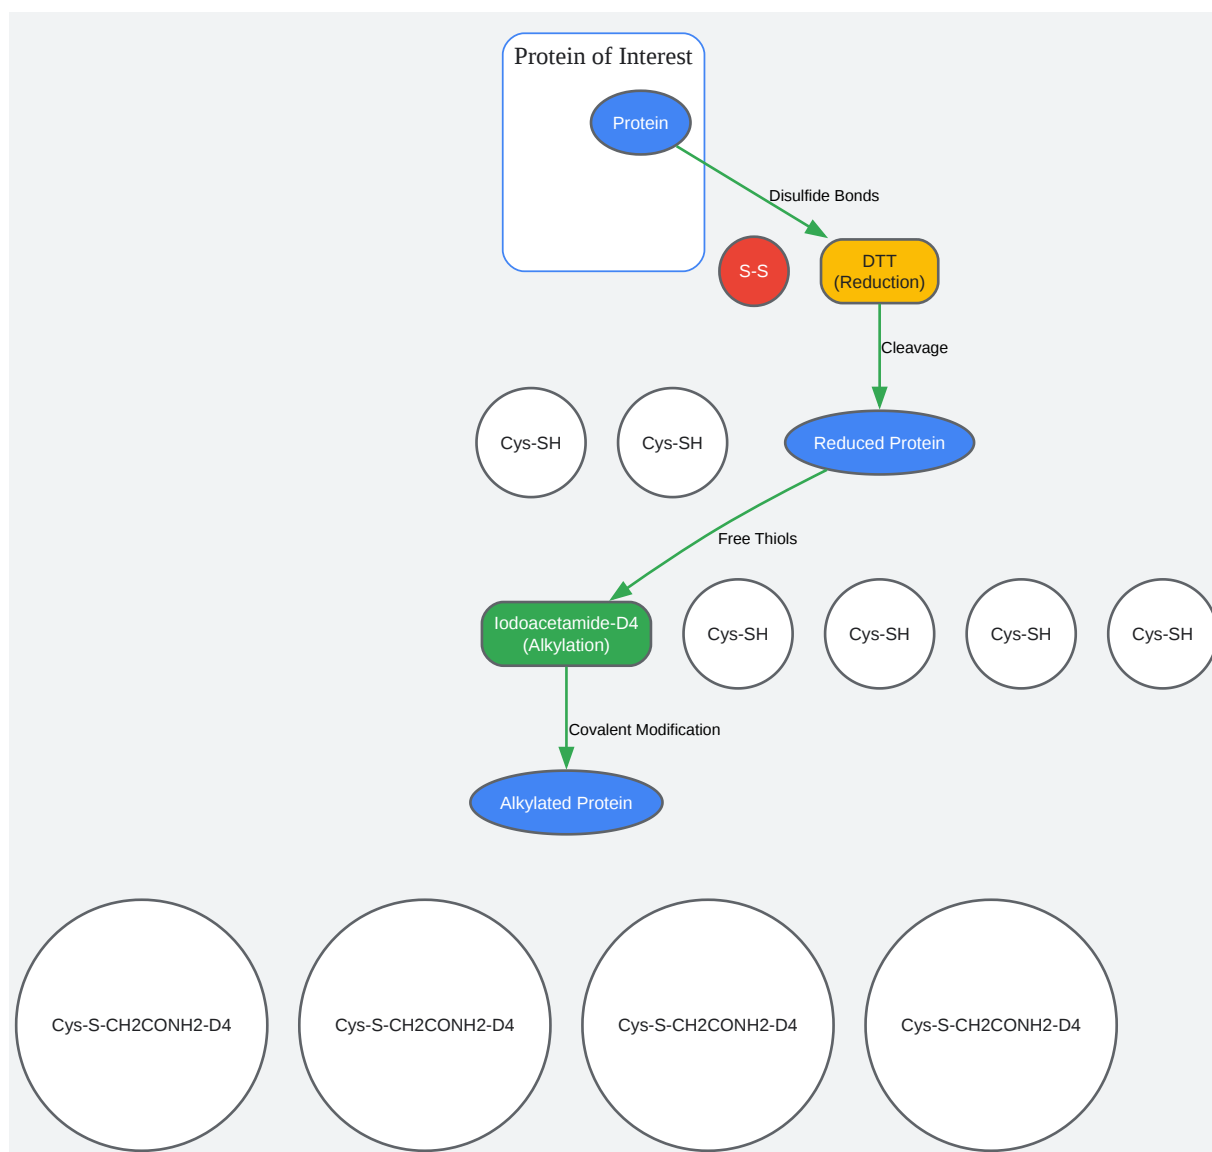 Protein of Interest
Protein
Disulfide Bonds
S-S
DTT
(Reduction)
Cleavage
Cys-SH
Cys-SH
Reduced Protein
Free Thiols
Iodoacetamide-D4
(Alkylation)
Cys-SH
Cys-SH
Cys-SH
Cys-SH
Covalent Modification
Alkylated Protein
Cys-S-CH2CONH2-D4
Cys-S-CH2CONH2-D4
Cys-S-CH2CONH2-D4
Cys-S-CH2CONH2-D4